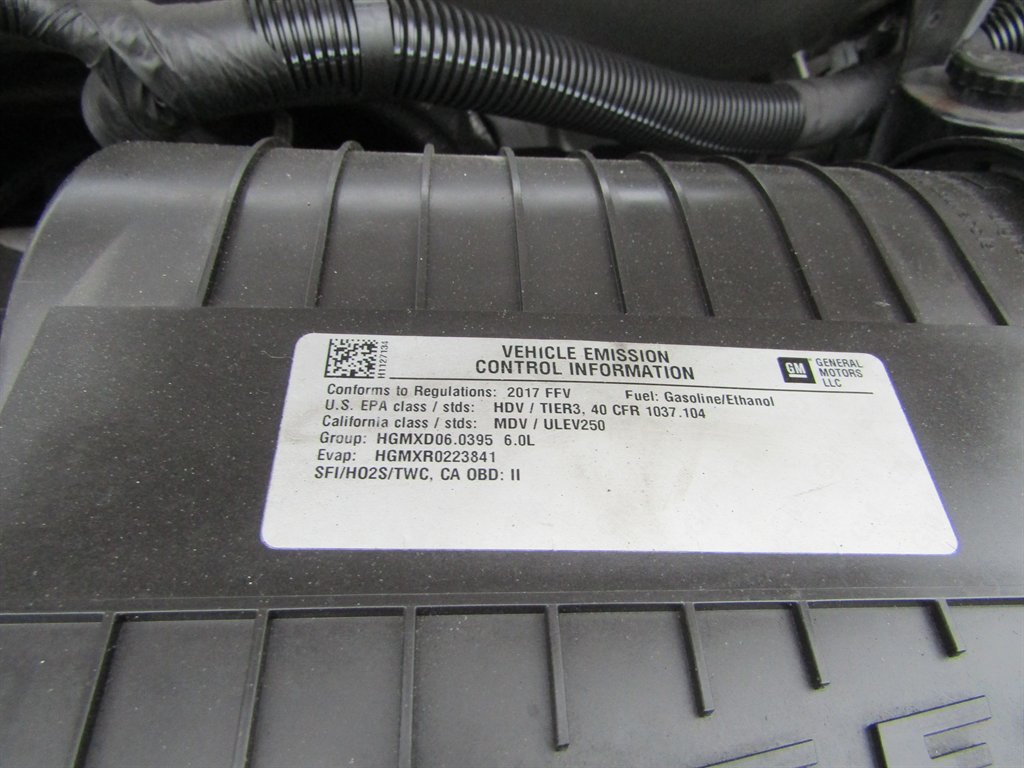 H1127134
VEHICLE EMISSION
CONTROL INFORMATION
GM
GENERAL
MOTORS
LLC
Conforms to Regulations: 2017 FFV Fuel: Gasoline/Ethanol
U.S. EPA class / stds: HDV / TIER3, 40 CFR 1037.104
California class / stds: MDV / ULEV250
Group: HGMXD06.0395 6.0L
Evap: HGMXR0223841
SFI/HO2S/TWC, CA OBD: II